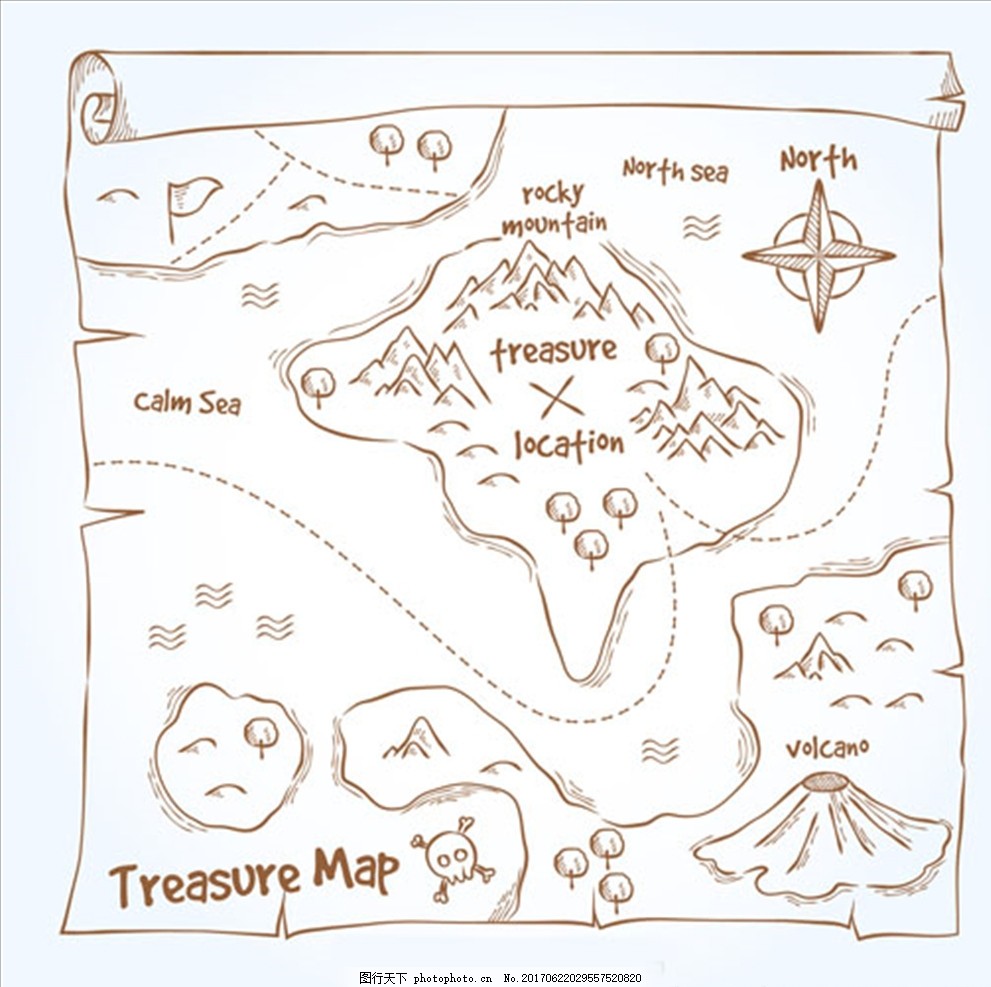 North
North sea
rocky
mountain
treasure
location
calm Sea
volcano
Treasure Map
图行天下 photophoto.cn No.20170622029557520820